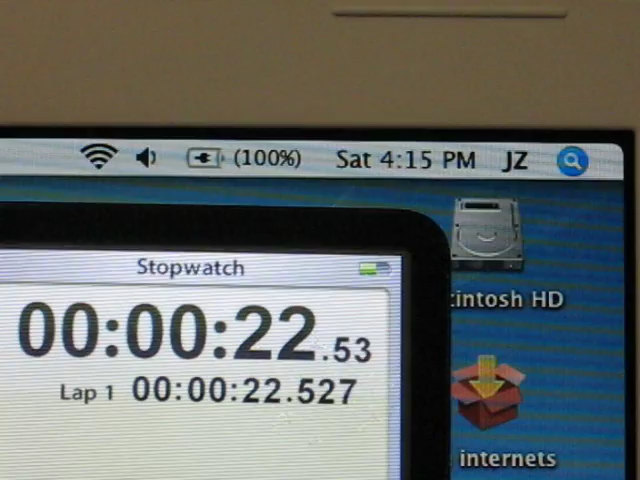 (100%) Sat 4:15 PM JZ
Stopwatch
00:00:22.53
Lap 1 00:00:22.527
cintosh HD
internets